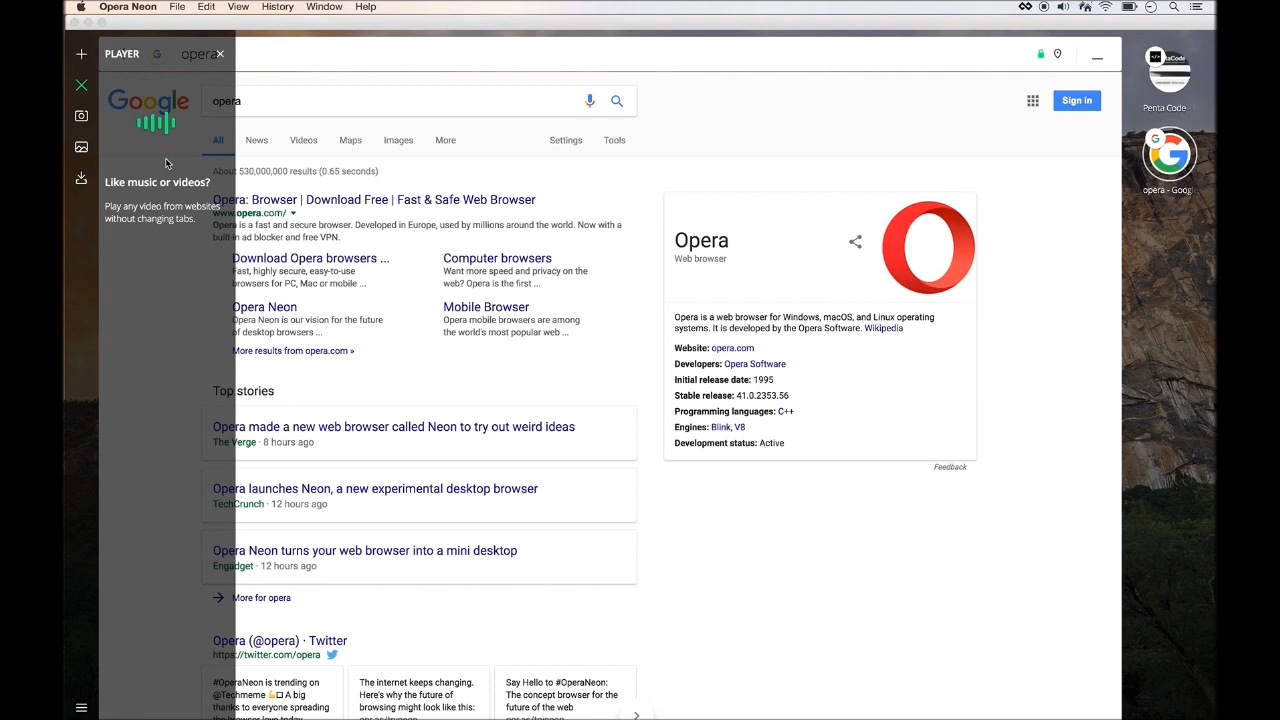 Opera Neon File Edit View History Window Help
PLAYER
opera
Google
opera
Sign in
All News Videos Maps Images More Settings Tools
About 530,000,000 results (0.65 seconds)
Like music or videos?
Play any video from websites
without changing tabs.
Opera: Browser | Download Free | Fast & Safe Web Browser
www.opera.com/
Opera is a fast and secure browser. Developed in Europe, used by millions around the world. Now with a
built-in ad blocker and free VPN.
Download Opera browsers ...
Fast, highly secure, easy-to-use
browsers for PC, Mac or mobile ...
Computer browsers
Want more speed and privacy on the
web? Opera is the first ...
Opera Neon
Opera Neon is our vision for the future
of desktop browsers ...
Mobile Browser
Opera mobile browsers are among
the world's most popular web ...
More results from opera.com »
Top stories
Opera made a new web browser called Neon to try out weird ideas
The Verge · 8 hours ago
Opera launches Neon, a new experimental desktop browser
TechCrunch · 12 hours ago
Opera Neon turns your web browser into a mini desktop
Engadget · 12 hours ago
More for opera
Opera (@opera) · Twitter
https://twitter.com/opera
#OperaNeon is trending on
@Techmeme 💪 A big
thanks to everyone spreading
The internet keeps changing.
Here's why the future of
browsing might look like this:
Say Hello to #OperaNeon:
The concept browser for the
future of the web
Opera
Web browser
Opera is a web browser for Windows, macOS, and Linux operating
systems. It is developed by the Opera Software. Wikipedia
Website: opera.com
Developers: Opera Software
Initial release date: 1995
Stable release: 41.0.2353.56
Programming languages: C++
Engines: Blink, V8
Development status: Active
Feedback
Penta Code -
opera - Googl